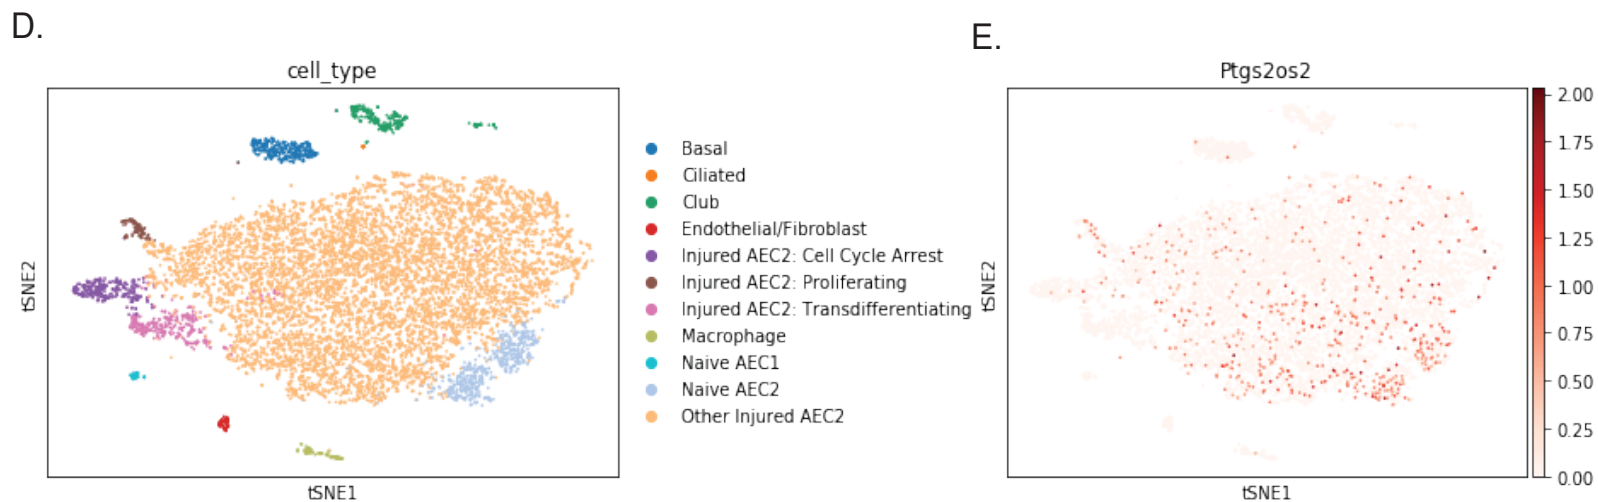 D.
cell_type
tSNE2
tSNE1
Basal
Ciliated
Club
Endothelial/Fibroblast
Injured AEC2: Cell Cycle Arrest
Injured AEC2: Proliferating
Injured AEC2: Transdifferentiating
Macrophage
Naive AEC1
Naive AEC2
Other Injured AEC2
E.
Ptgs2os2
tSNE2
tSNE1
2.00
1.75
1.50
1.25
1.00
0.75
0.50
0.25
0.00